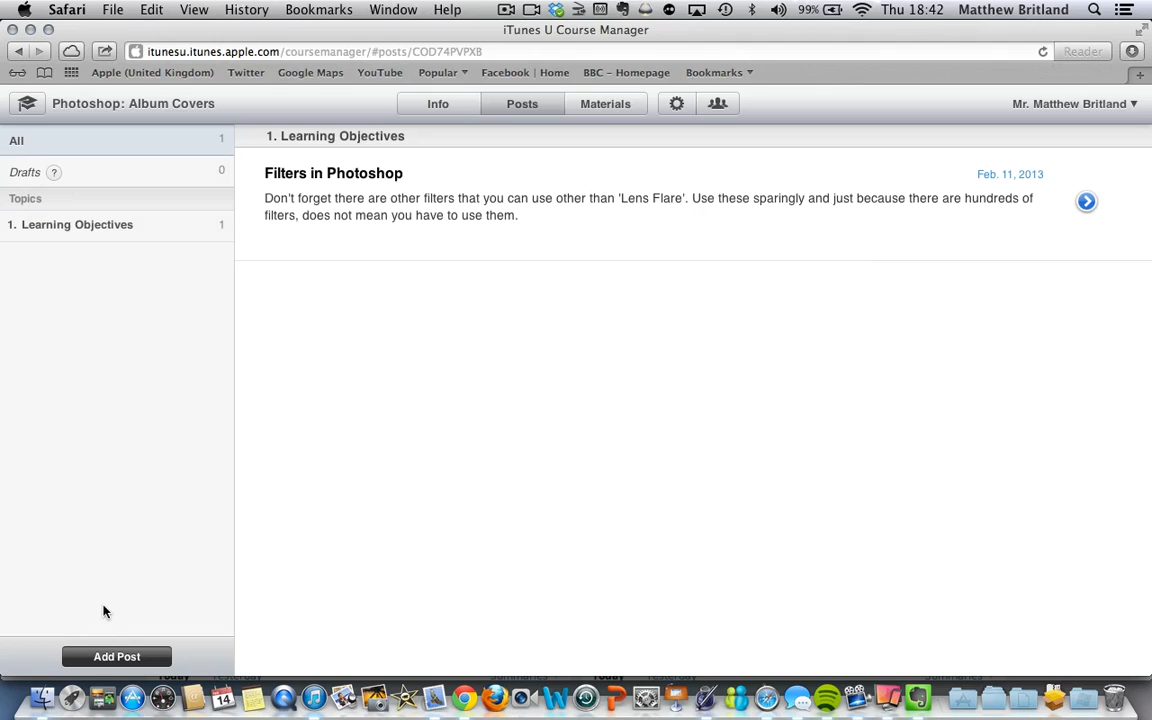 Safari File Edit View History Bookmarks Window Help 99% Thu 18:42 Matthew Britland
iTunes U Course Manager
itunesu.itunes.apple.com/coursemanager/#posts/COD74PVPXB Reader
Apple (United Kingdom) Twitter Google Maps YouTube Popular Facebook | Home BBC - Homepage Bookmarks
Photoshop: Album Covers Info Posts Materials Mr. Matthew Britland
All 1
1. Learning Objectives
Drafts ? 0
Filters in Photoshop Feb. 11, 2013
Topics
Don't forget there are other filters that you can use other than 'Lens Flare'. Use these sparingly and just because there are hundreds of
filters, does not mean you have to use them.
1. Learning Objectives 1
Add Post